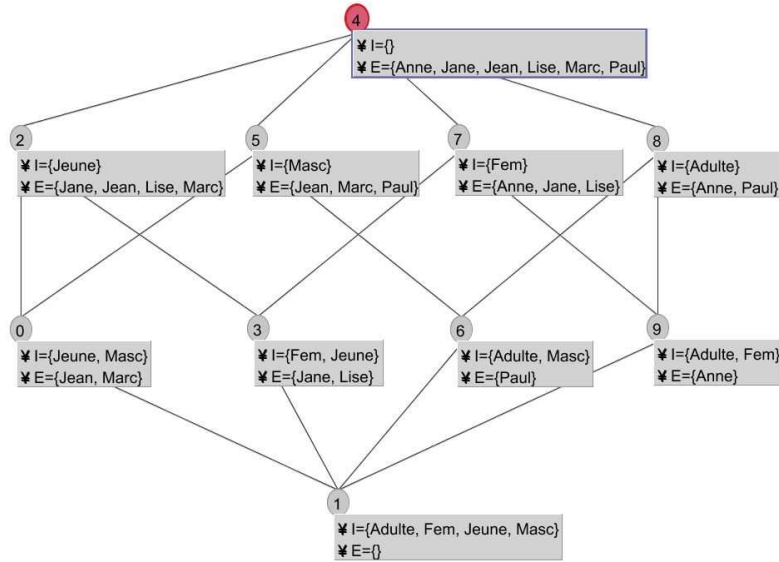 4
¥ I={}
¥ E={Anne, Jane, Jean, Lise, Marc, Paul}
2
5
7
8
¥ I={Jeune}
¥ E={Jane, Jean, Lise, Marc}
¥ I={Masc}
¥ E={Jean, Marc, Paul}
¥ I={Fem}
¥ E={Anne, Jane, Lise}
¥ I={Adulte}
¥ E={Anne, Paul}
0
3
6
9
¥ I={Jeune, Masc}
¥ E={Jean, Marc}
¥ I={Fem, Jeune}
¥ E={Jane, Lise}
¥ I={Adulte, Masc}
¥ E={Paul}
¥ I={Adulte, Fem}
¥ E={Anne}
1
¥ I={Adulte, Fem, Jeune, Masc}
¥ E={}